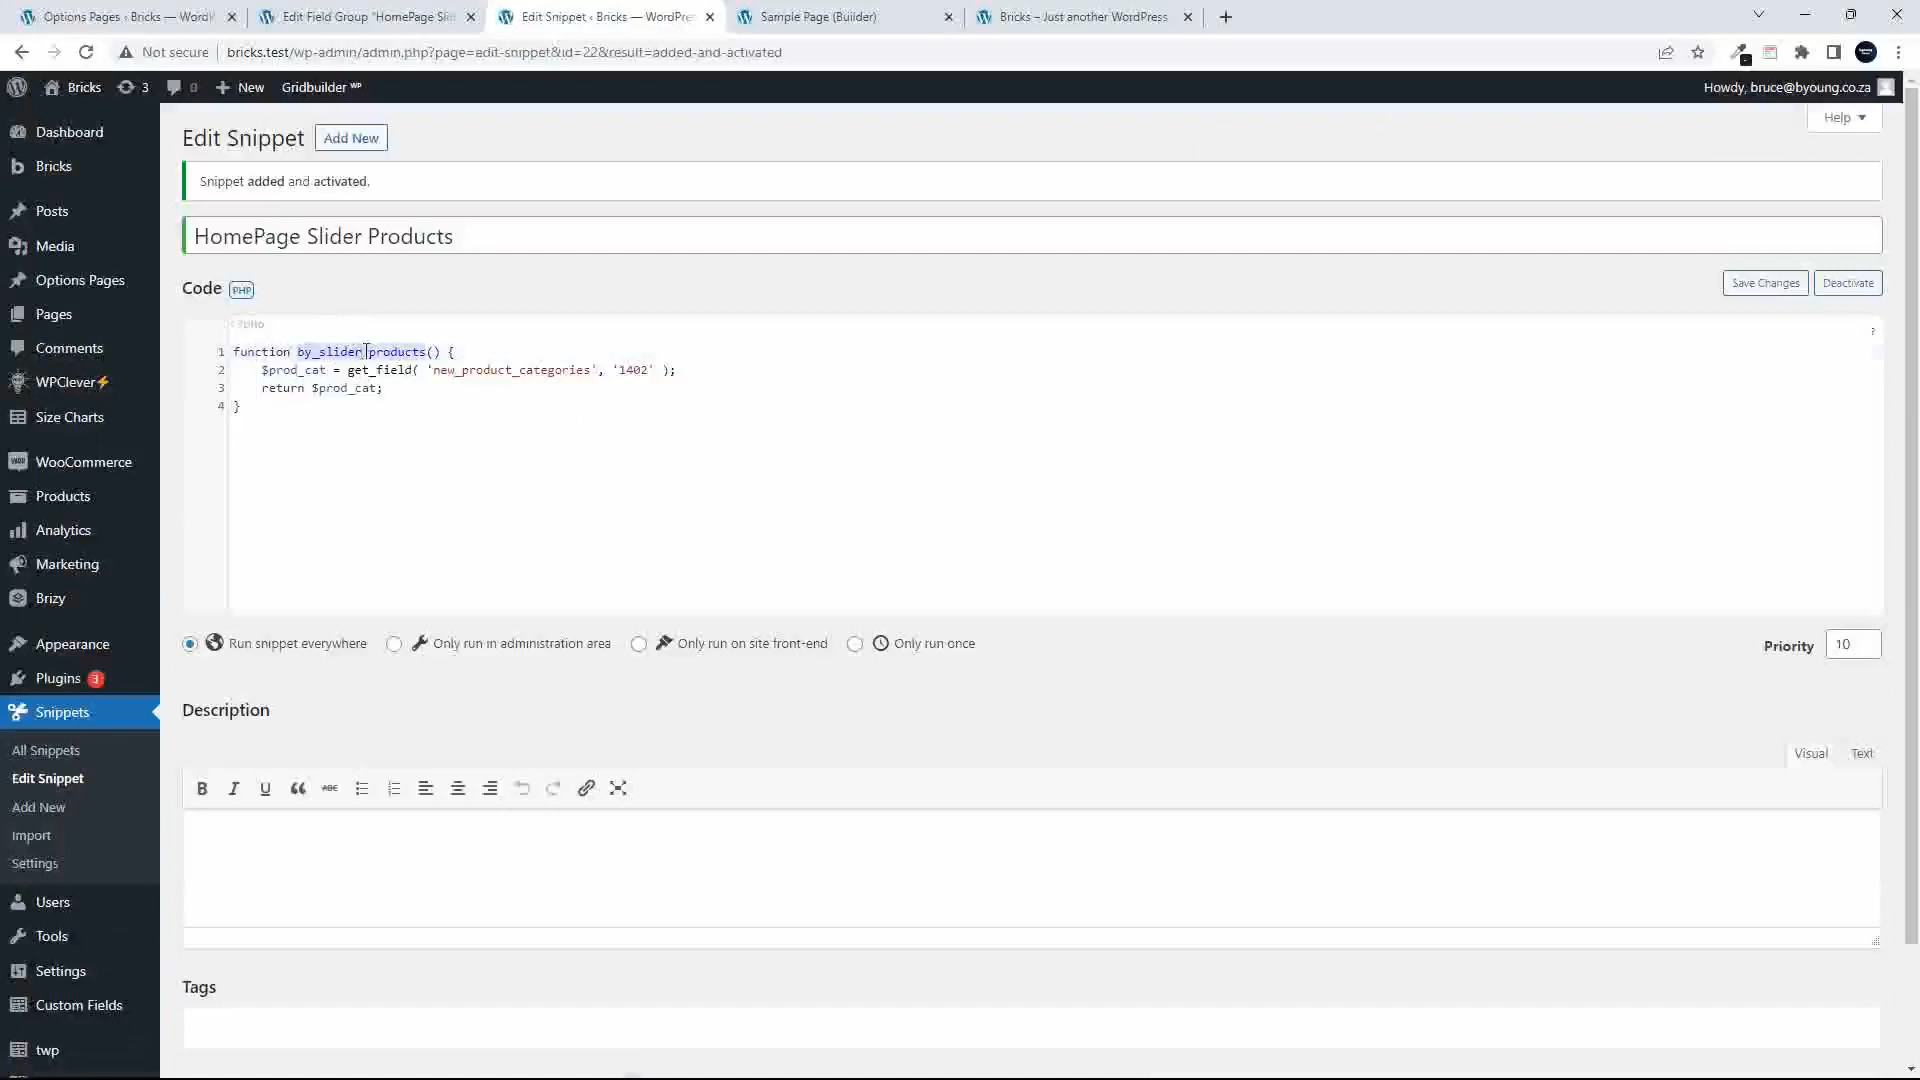 Options Pages ‹ Bricks — WordP
Edit Field Group "HomePage Sli
Edit Snippet ‹ Bricks — WordPre
Sample Page (Builder)
Bricks – Just another WordPress
Not secure
bricks.test/wp-admin/admin.php?page=edit-snippet&id=22&result=added-and-activated
Bricks
3
0
New
Gridbuilder WP
Howdy, bruce@byoung.co.za
Dashboard
Bricks
Posts
Media
Options Pages
Pages
Comments
WPClever⚡
Size Charts
WooCommerce
Products
Analytics
Marketing
Brizy
Appearance
Plugins 3
Snippets
All Snippets
Edit Snippet
Add New
Import
Settings
Users
Tools
Settings
Custom Fields
twp
Edit Snippet
Add New
Help
Snippet added and activated.
HomePage Slider Products
Code PHP
Save Changes
Deactivate
<?php
?
1 function by_slider_products() {
2 $prod_cat = get_field( 'new_product_categories', '1402' );
3 return $prod_cat;
4 }
Run snippet everywhere
Only run in administration area
Only run on site front-end
Only run once
Priority 10
Description
Visual
Text
B I U ABC
Tags